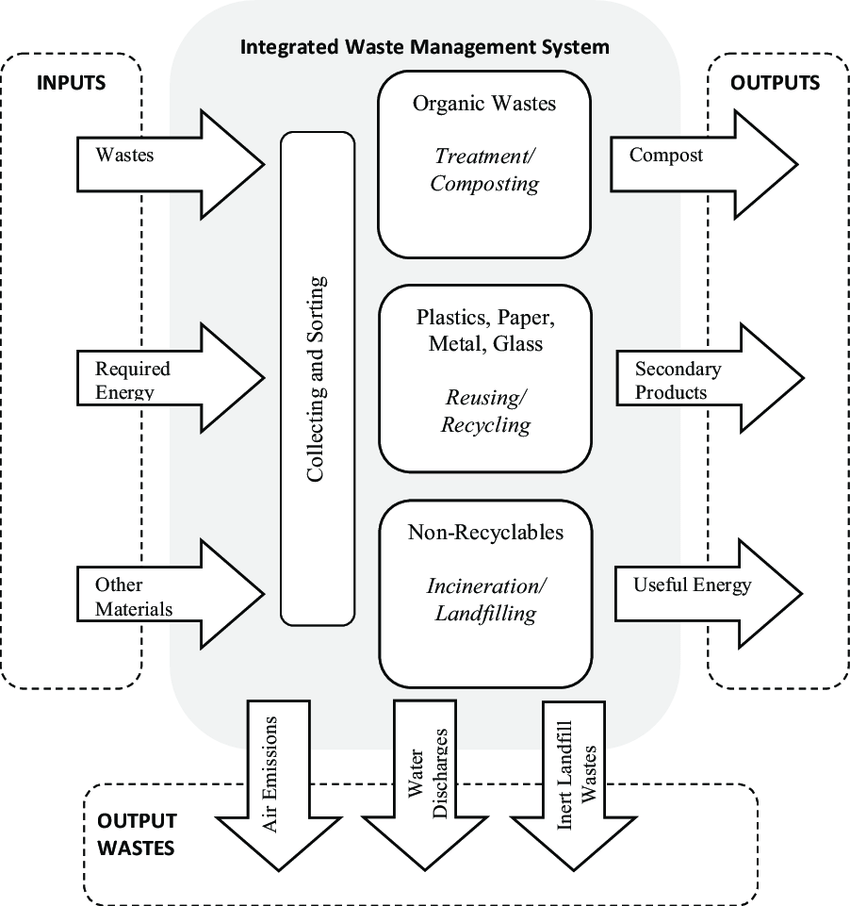 Integrated Waste Management System
INPUTS
OUTPUTS
Wastes
Required
Energy
Other
Materials
Collecting and Sorting
Organic Wastes
Treatment/
Composting
Plastics, Paper,
Metal, Glass
Reusing/
Recycling
Non-Recyclables
Incineration/
Landfilling
Compost
Secondary
Products
Useful Energy
OUTPUT
WASTES
Air Emissions
Water
Discharges
Inert Landfill
Wastes